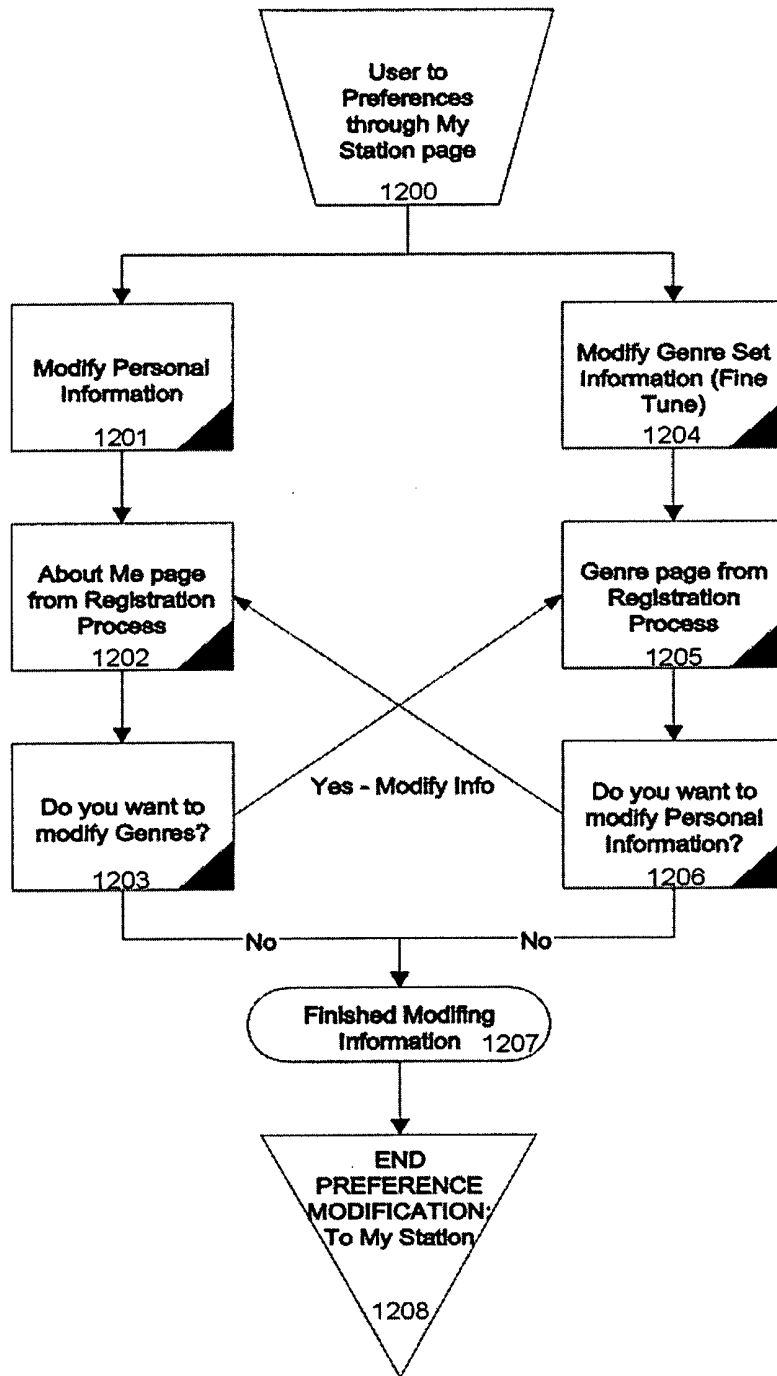 User to
Preferences
through My
Station page
1200
Modify Personal
Information
1201
Modify Genre Set
Information (Fine
Tune)
1204
About Me page
from Registration
Process
1202
Genre page from
Registration
Process
1205
Do you want to
modify Genres?
1203
Yes - Modify Info
Do you want to
modify Personal
Information?
1206
No
No
Finished Modifing
Information
1207
END
PREFERENCE
MODIFICATION:
To My Station
1208